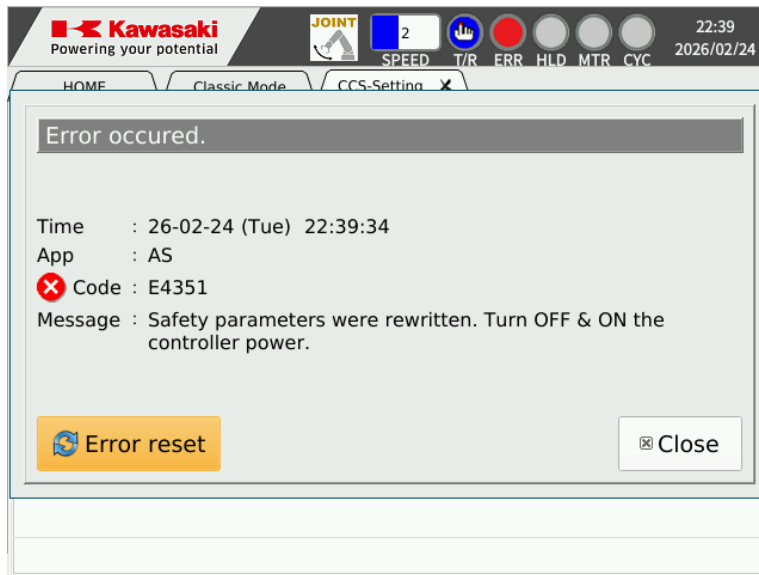 Kawasaki
Powering your potential
JOINT
2
SPEED
T/R
ERR
HLD
MTR
CYC
22:39
2026/02/24
HOME
Classic Mode
CCS-Setting
Error occured.
Time : 26-02-24 (Tue) 22:39:34
App : AS
Code : E4351
Message : Safety parameters were rewritten. Turn OFF & ON the
controller power.
Error reset
Close